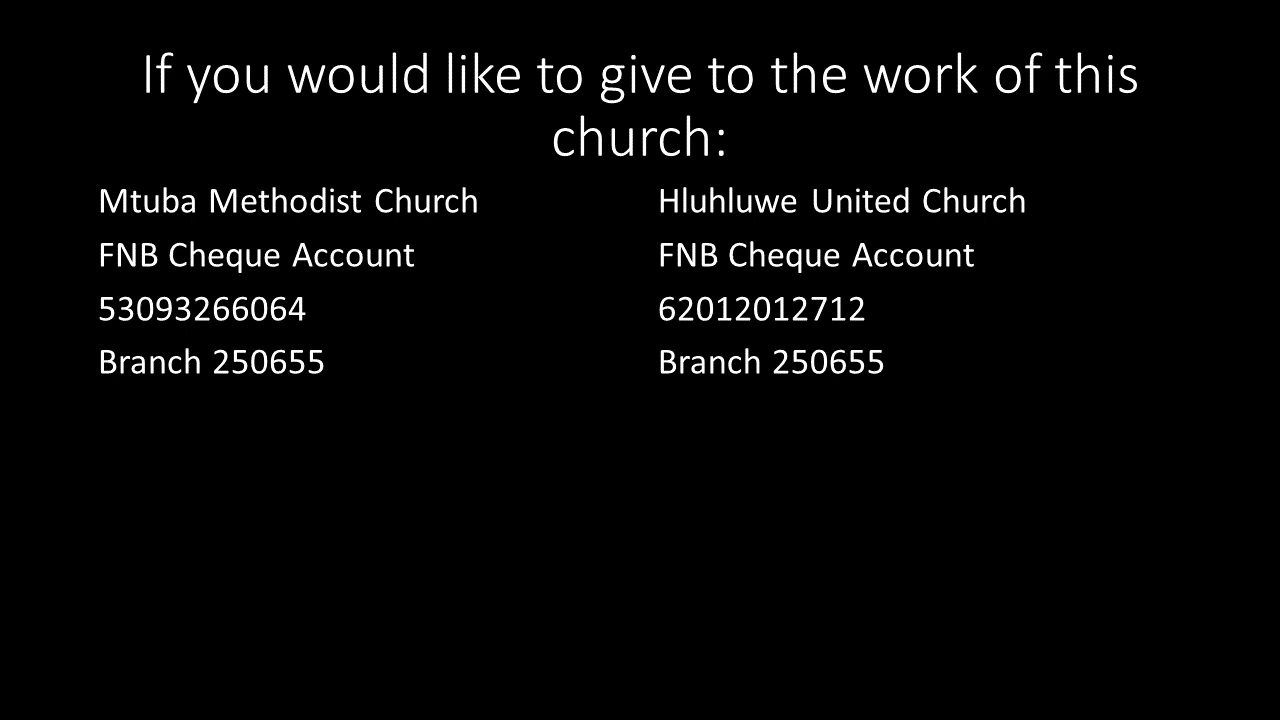 If you would like to give to the work of this
church:
Mtuba Methodist Church
FNB Cheque Account
53093266064
Branch 250655
Hluhluwe United Church
FNB Cheque Account
62012012712
Branch 250655